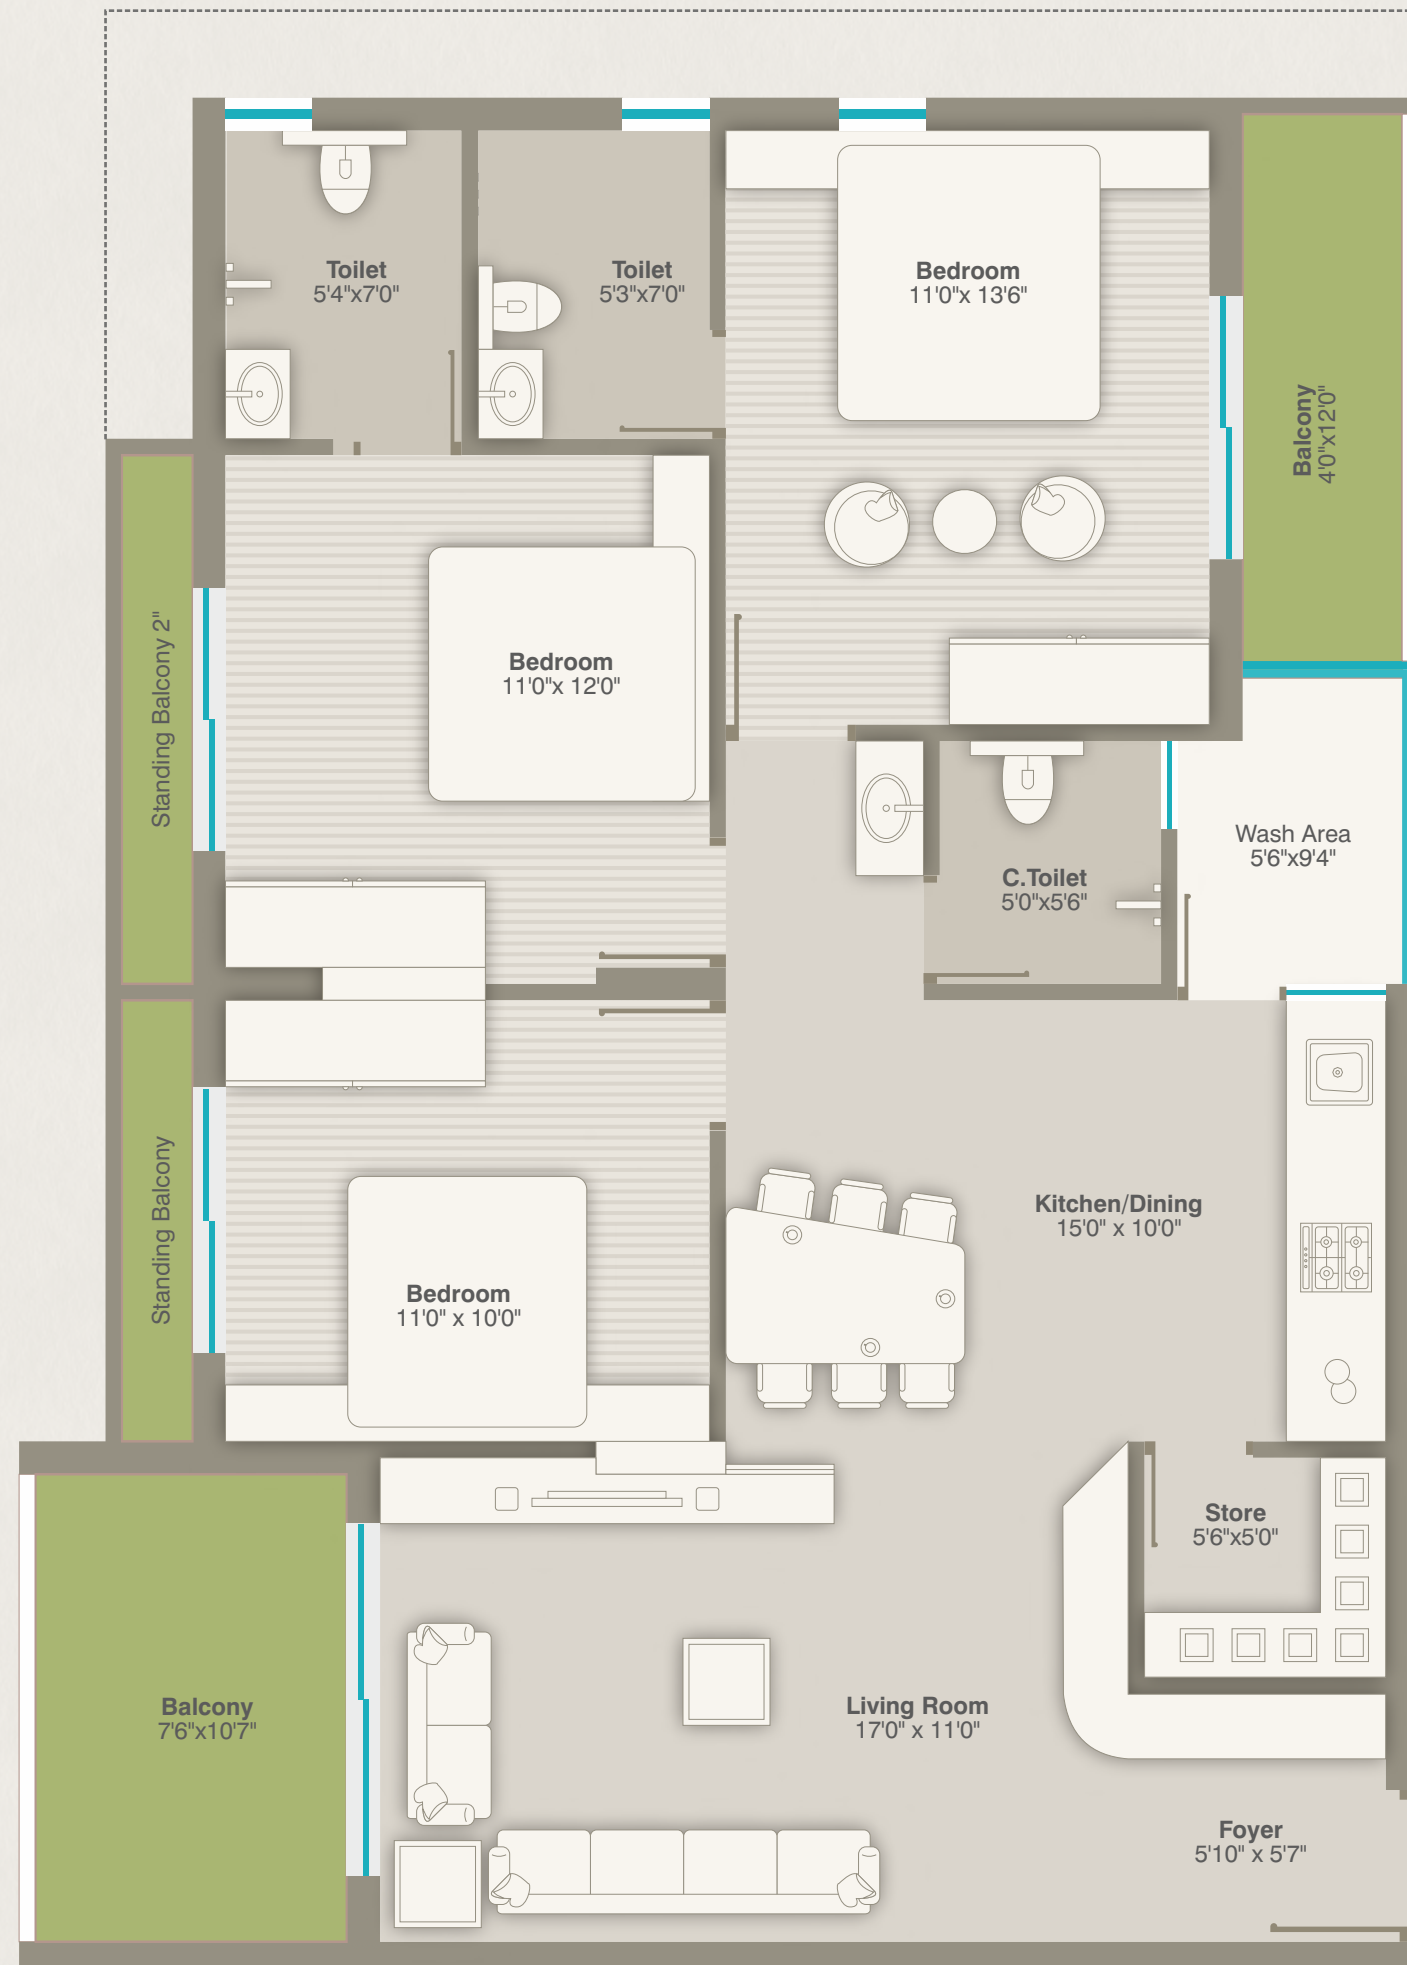 Toilet
5'4"x7'0"
Toilet
5'3"x7'0"
Bedroom
11'0"x 13'6"
Balcony
4'0"x12'0"
Standing Balcony 2"
Bedroom
11'0"x 12'0"
Wash Area
5'6"x9'4"
C.Toilet
5'0"x5'6"
Standing Balcony
Bedroom
11'0" x 10'0"
Kitchen/Dining
15'0" x 10'0"
Store
5'6"x5'0"
Balcony
7'6"x10'7"
Living Room
17'0" x 11'0"
Foyer
5'10" x 5'7"